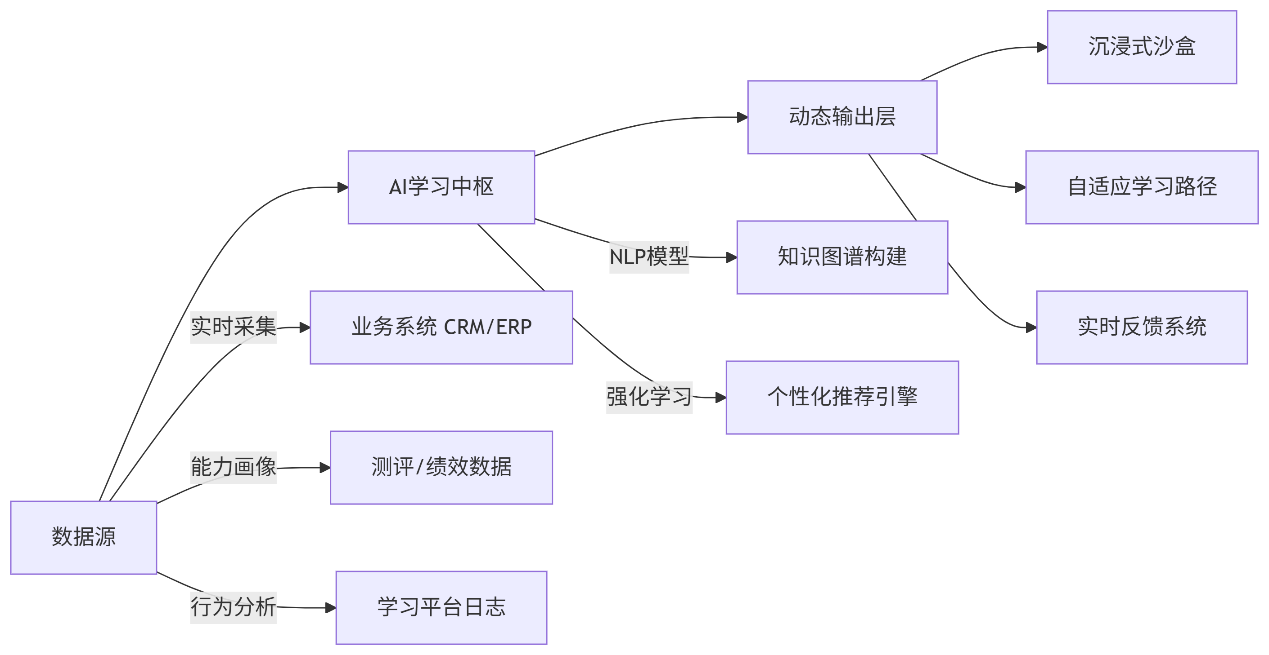 沉浸式沙盒
动态输出层
AI学习中枢
自适应学习路径
NLP模型
知识图谱构建
实时采集
业务系统 CRM/ERP
实时反馈系统
强化学习
个性化推荐引擎
能力画像
测评/绩效数据
数据源
行为分析
学习平台日志